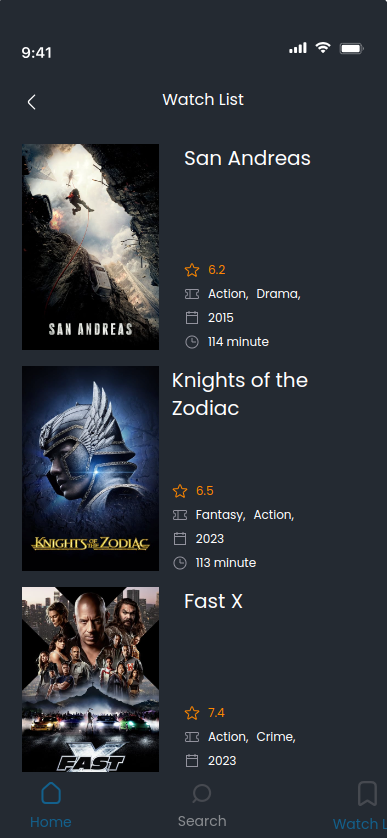 9:41
Watch List
San Andreas
SAN ANDREAS
6.2
Action, Drama,
2015
114 minute
Knights of the
Zodiac
KNIGHTS OF THE ZODIAC
6.5
Fantasy, Action,
2023
113 minute
Fast X
FAST X
7.4
Action, Crime,
2023
Home
Search
Watch L